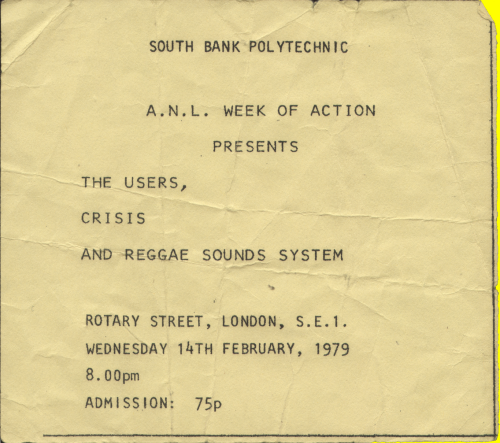 SOUTH BANK POLYTECHNIC
A.N.L. WEEK OF ACTION
PRESENTS
THE USERS,
CRISIS
AND REGGAE SOUNDS SYSTEM
ROTARY STREET, LONDON, S.E.1.
WEDNESDAY 14TH FEBRUARY, 1979
8.00pm
ADMISSION: 75p